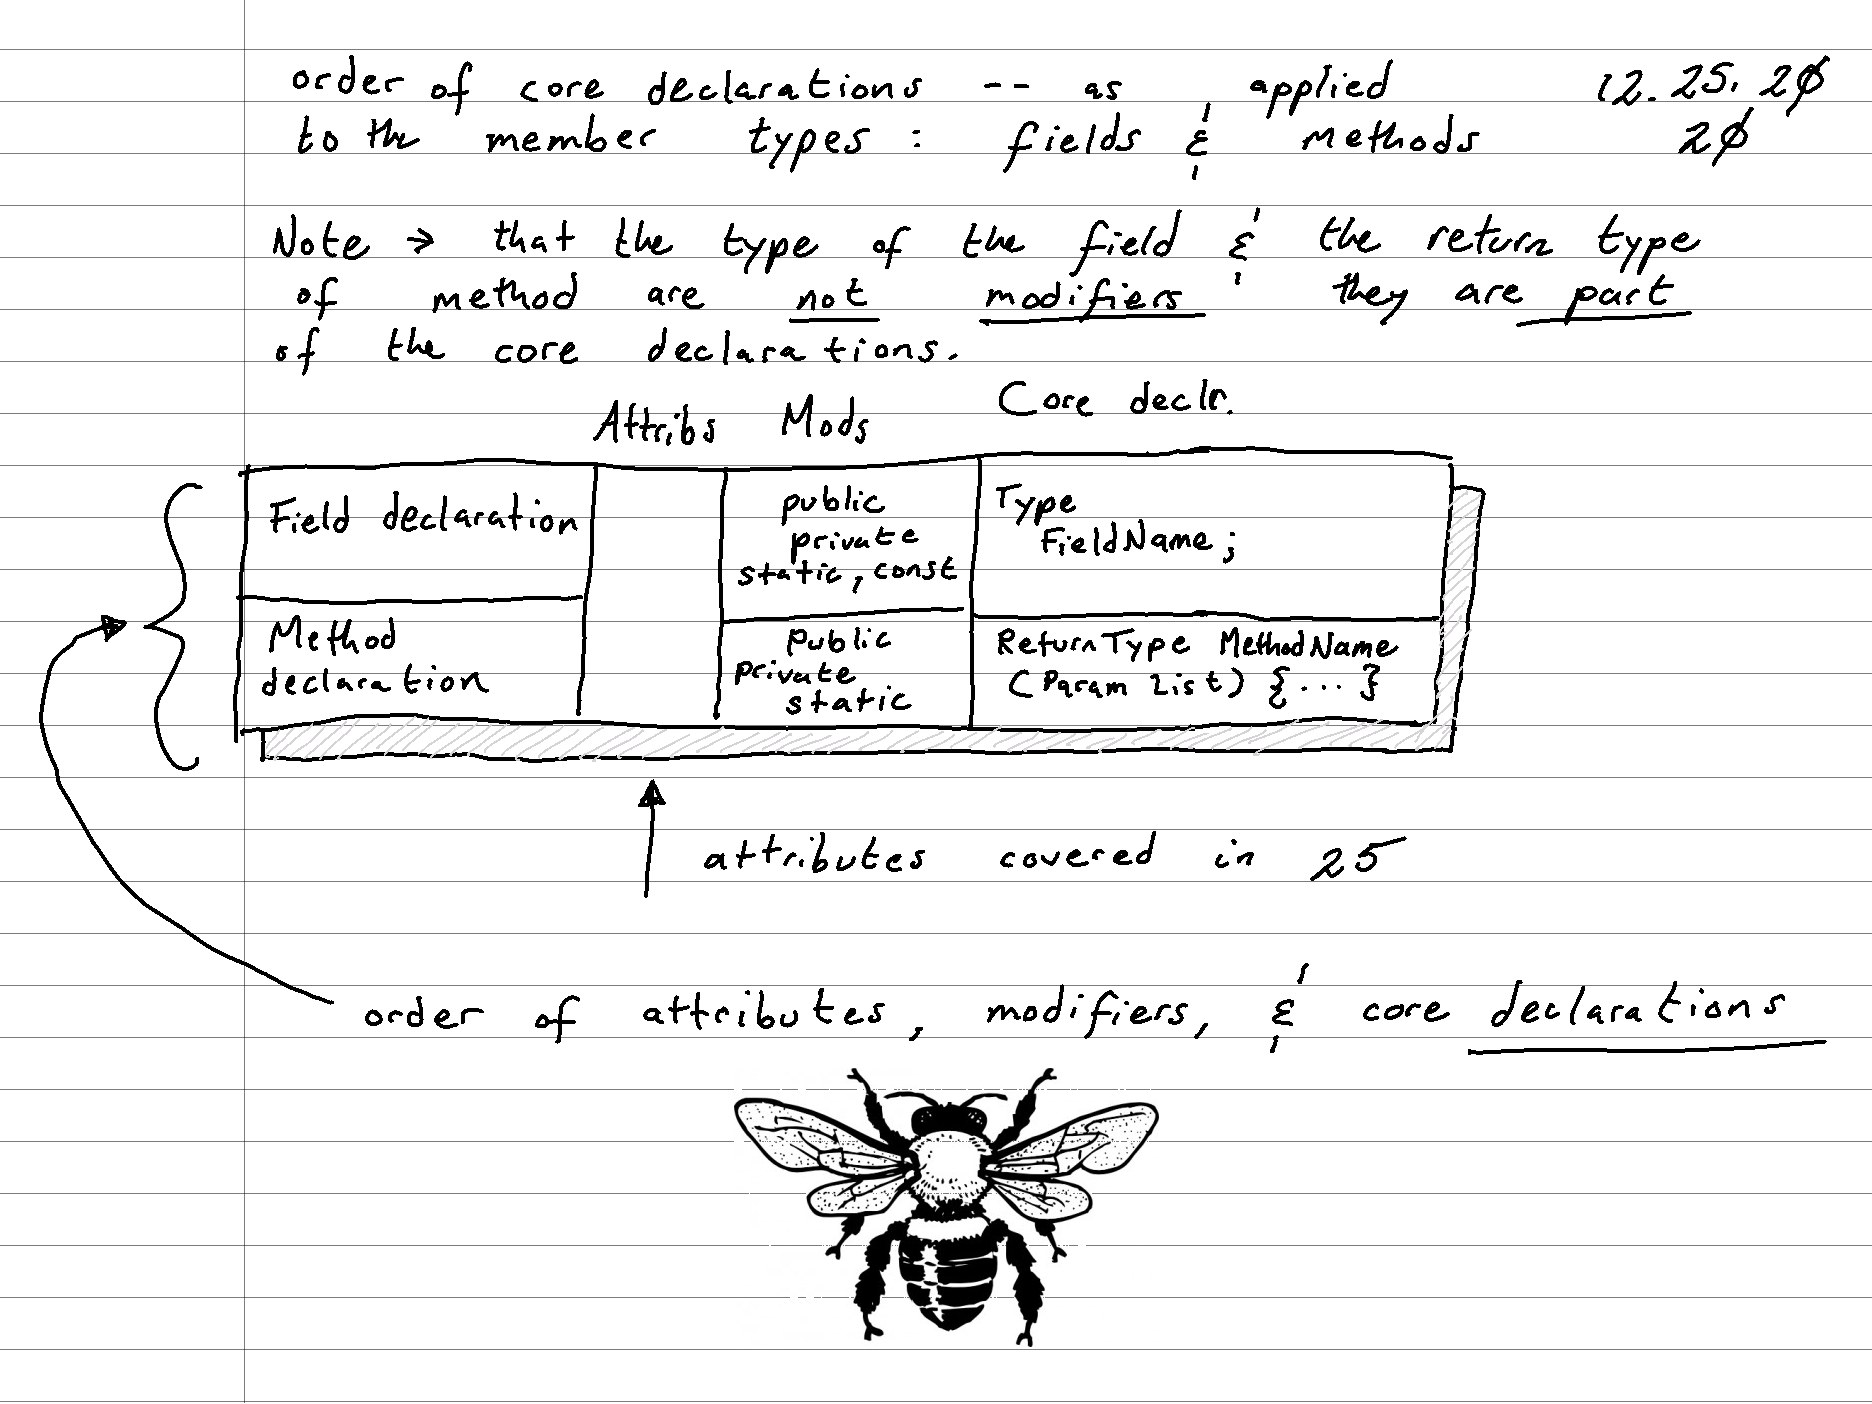 order of core declarations -- as applied 12.25.2∅
to the member types : fields & methods 2∅
Note → that the type of the field & the return type
of method are not modifiers they are part
of the core declarations.
Attribs Mods Core declr.
Field declaration
public
private
static, const
Type
FieldName;
Method
declaration
public
private
static
ReturnType MethodName
(Param List) {...}
attributes covered in 25
order of attributes, modifiers, & core declarations